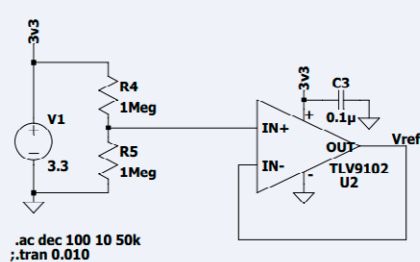 3v3
V1
3.3
R4
1Meg
R5
1Meg
3v3
C3
0.1µ
IN+
IN-
+
-
OUT
TLV9102
U2
Vref
.ac dec 100 10 50k
;.tran 0.010